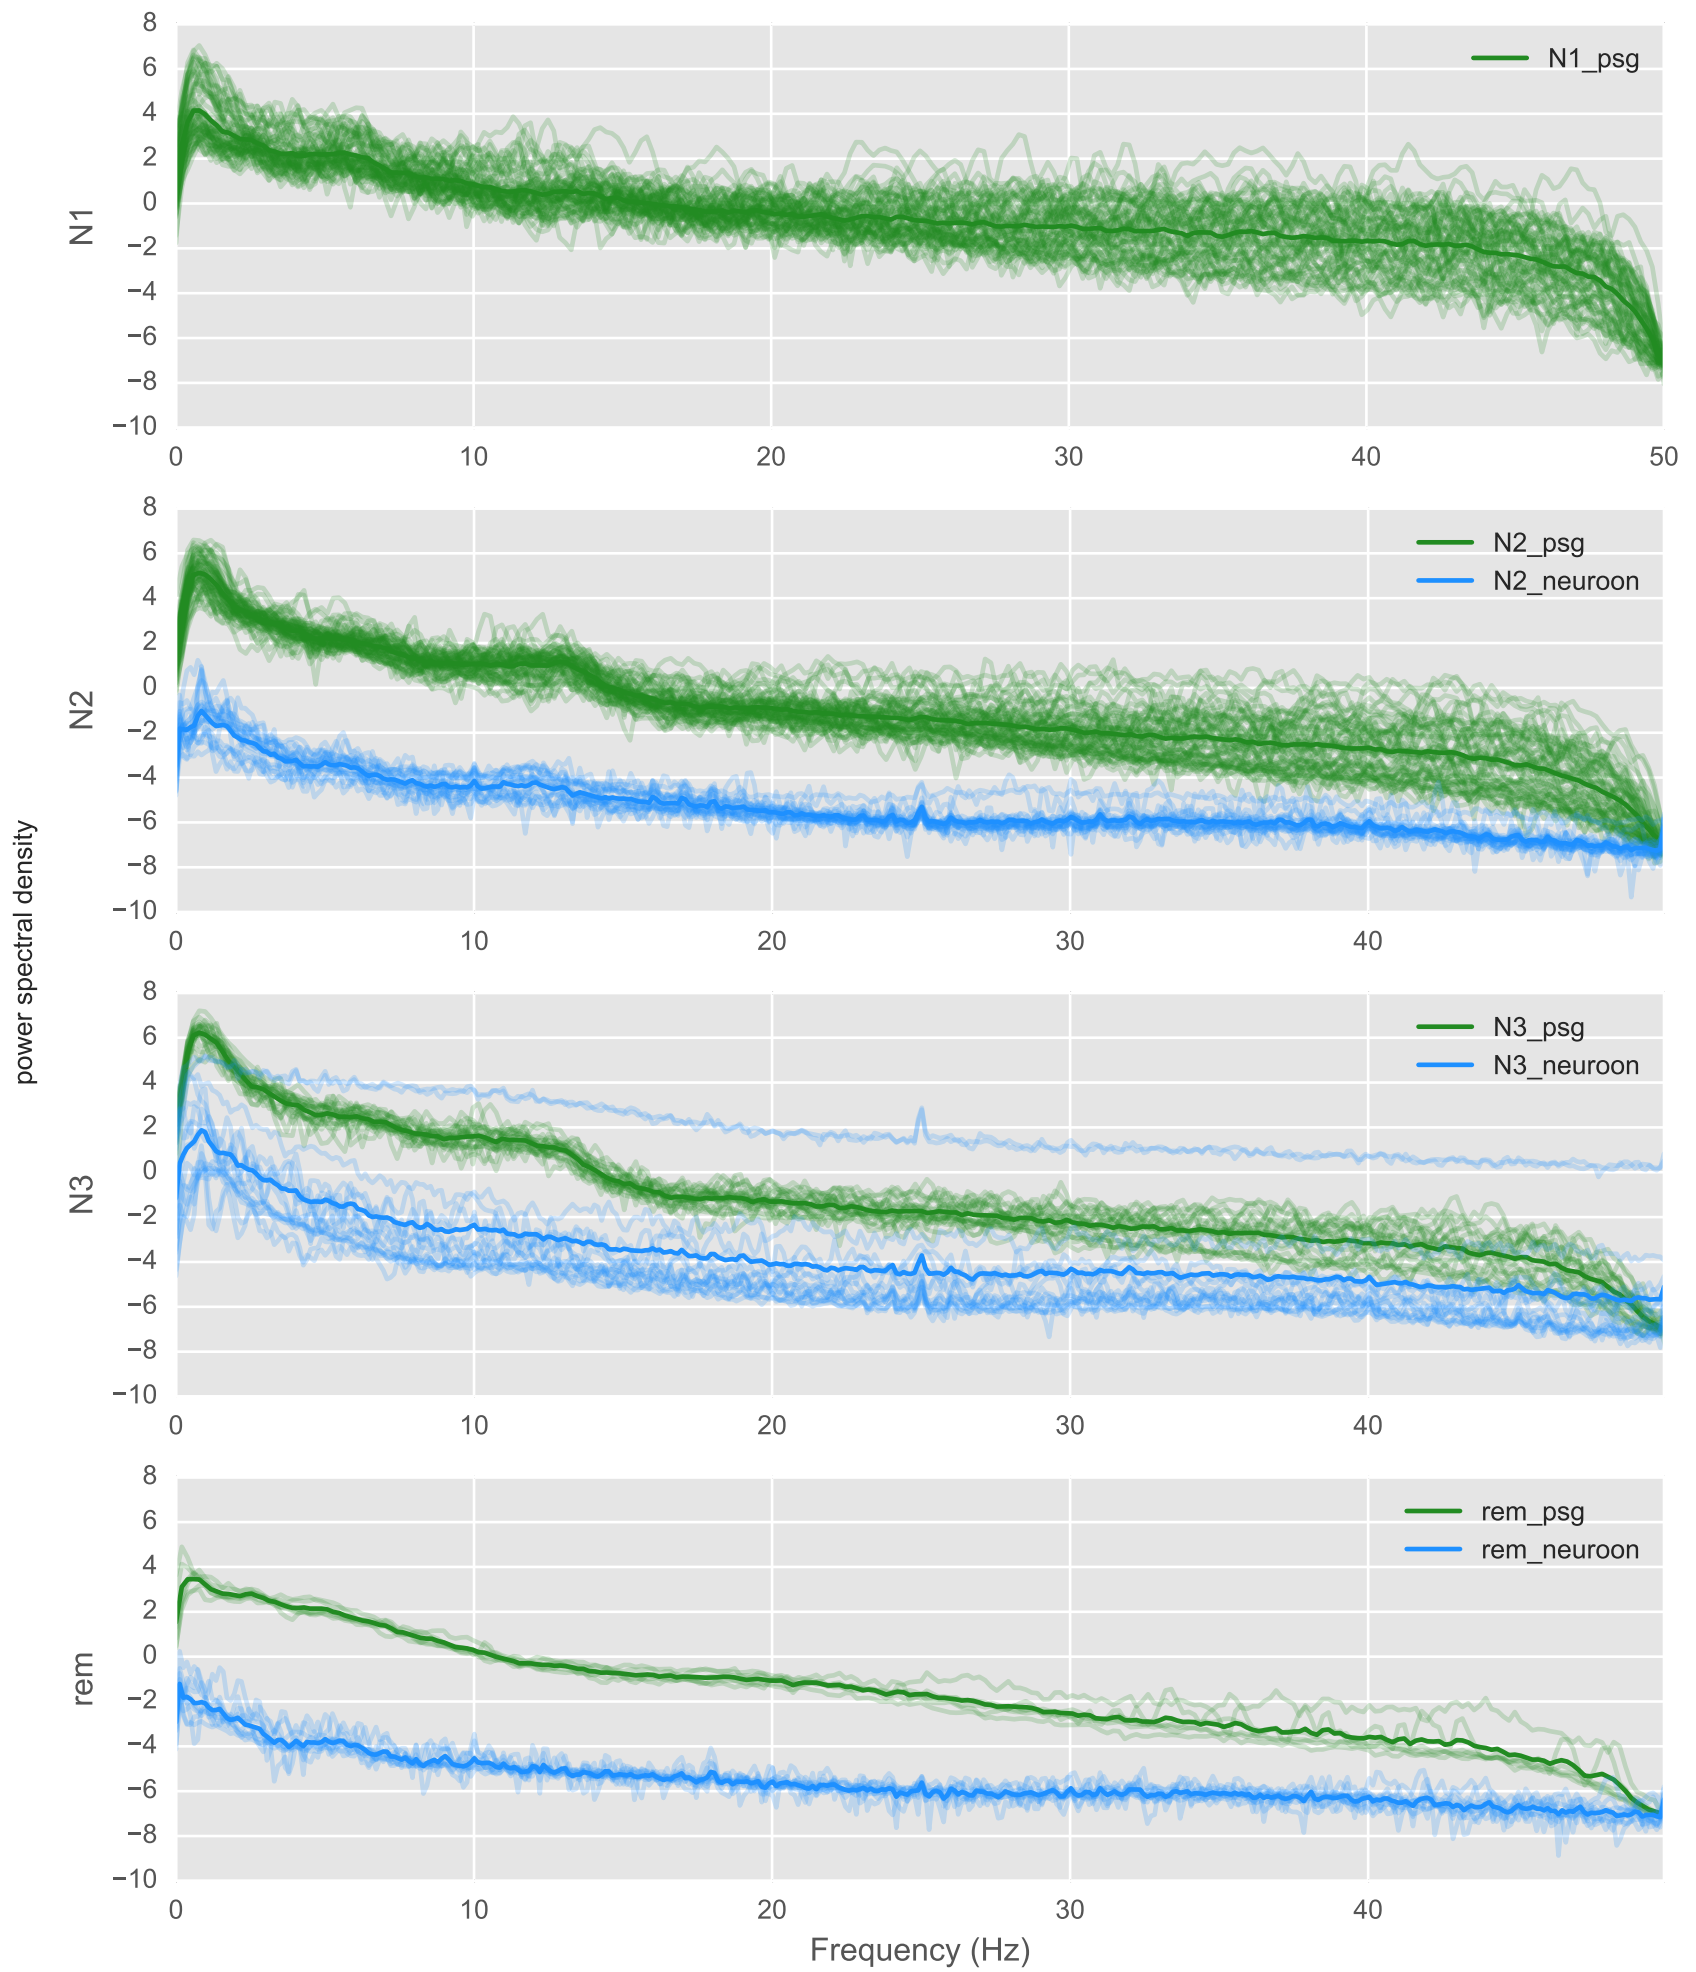 power spectral density
N1
8
6
4
2
0
−2
−4
−6
−8
−10
N1_psg
0 10 20 30 40 50
N2
8
6
4
2
0
−2
−4
−6
−8
−10
N2_psg
N2_neuroon
0 10 20 30 40
N3
8
6
4
2
0
−2
−4
−6
−8
−10
N3_psg
N3_neuroon
0 10 20 30 40
rem
8
6
4
2
0
−2
−4
−6
−8
−10
rem_psg
rem_neuroon
0 10 20 30 40
Frequency (Hz)